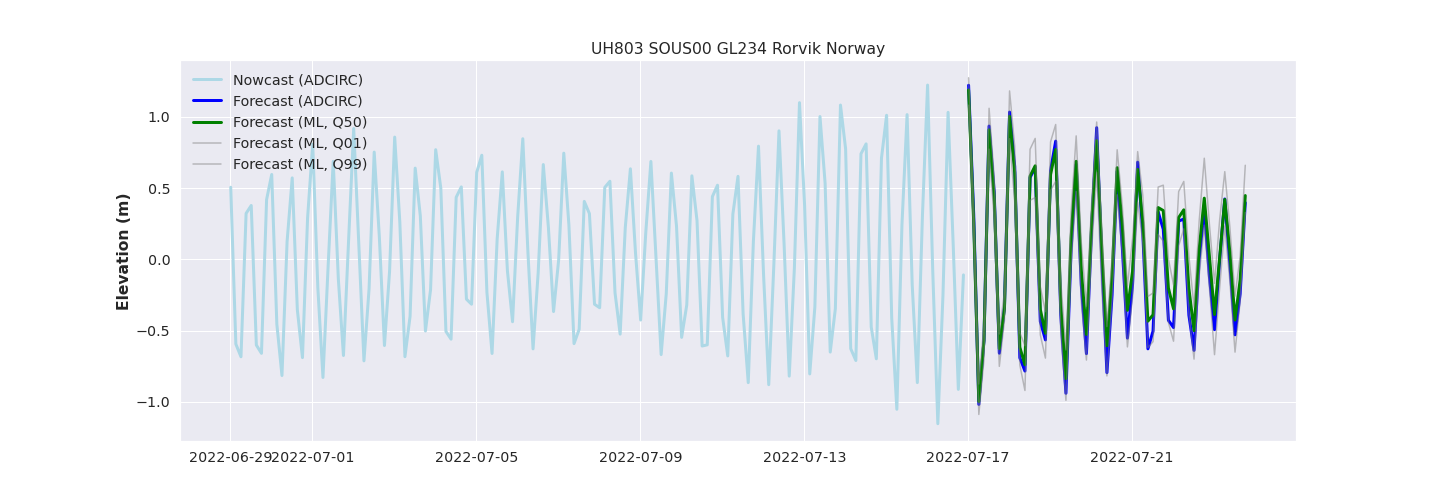 UH803 SOUS00 GL234 Rorvik Norway
Nowcast (ADCIRC)
Forecast (ADCIRC)
Forecast (ML, Q50)
Forecast (ML, Q01)
Forecast (ML, Q99)
Elevation (m)
1.0
0.5
0.0
−0.5
−1.0
2022-06-29 2022-07-01 2022-07-05 2022-07-09 2022-07-13 2022-07-17 2022-07-21